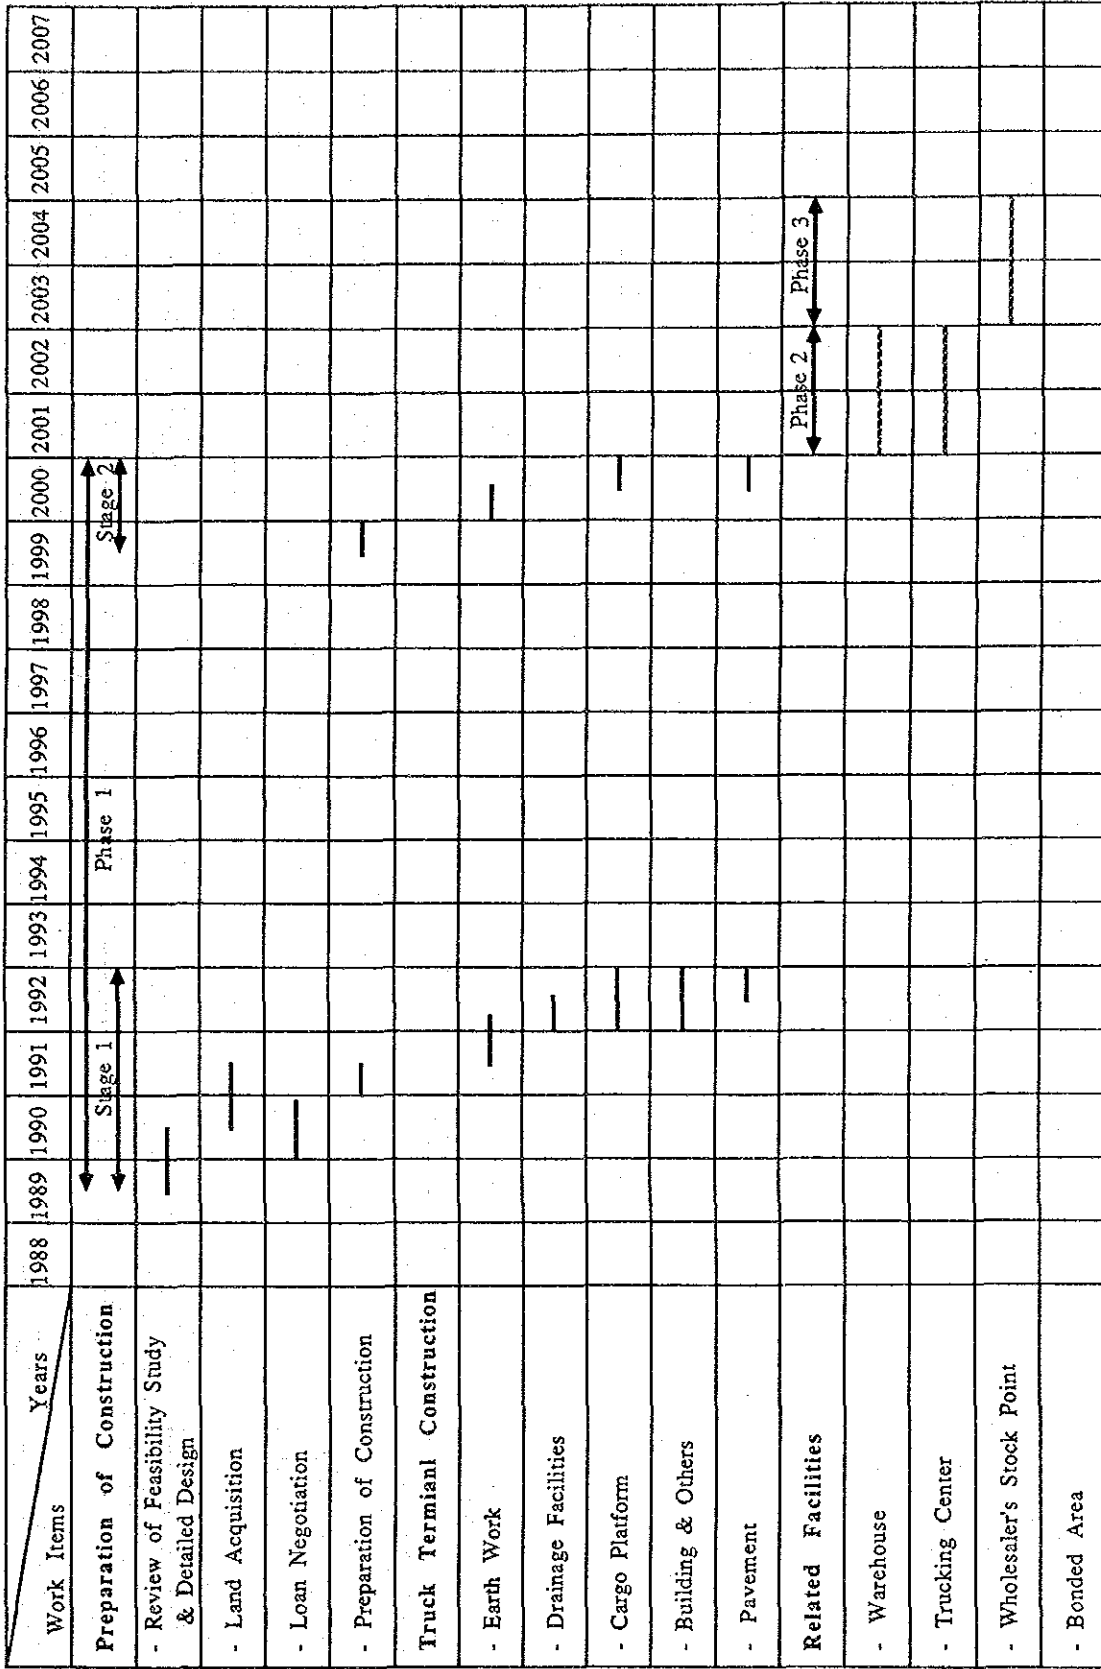 Work Items Years 1988 1989 1990 1991 1992 1993 1994 1995 1996 1997 1998 1999 2000 2001 2002 2003 2004 2005 2006 2007
Preparation of Construction
Phase 1
Stage 1 Stage 2
- Review of Feasibility Study
& Detailed Design
- Land Acquisition
- Loan Negotiation
- Preparation of Construction
Truck Termianl Construction
- Earth Work
- Drainage Facilities
- Cargo Platform
- Building & Others
- Pavement
Related Facilities Phase 2 Phase 3
- Warehouse
- Trucking Center
- Wholesaler's Stock Point
- Bonded Area